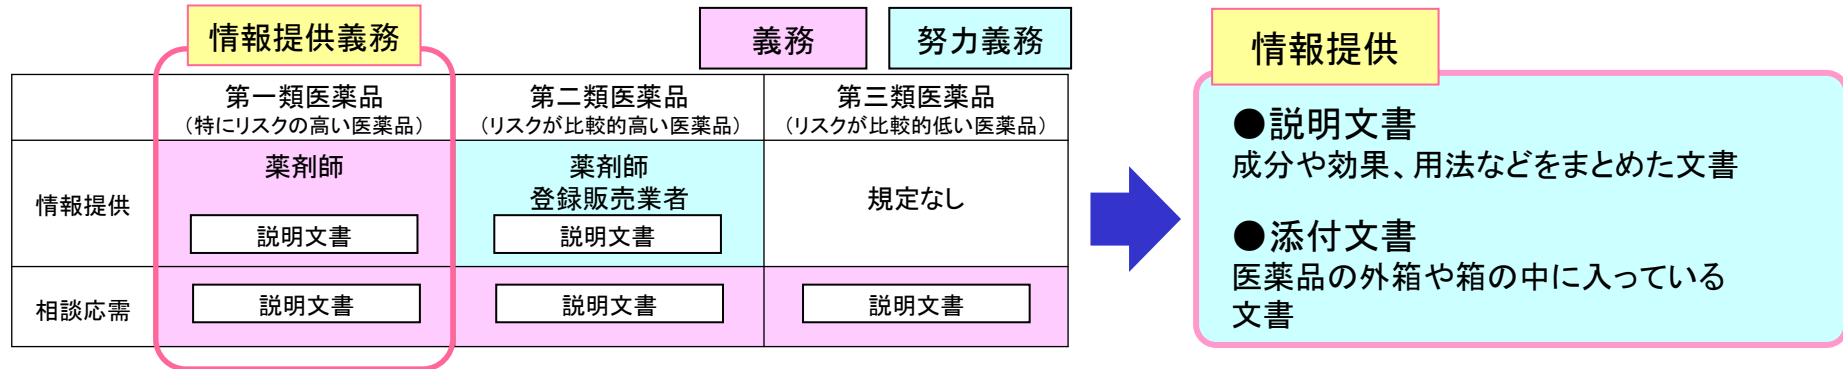 情報提供義務
義務
努力義務
第一類医薬品
（特にリスクの高い医薬品）
第二類医薬品
（リスクが比較的高い医薬品）
第三類医薬品
（リスクが比較的低い医薬品）
情報提供
薬剤師
説明文書
薬剤師
登録販売業者
説明文書
規定なし
相談応需
説明文書
説明文書
説明文書
情報提供
●説明文書
成分や効果、用法などをまとめた文書
●添付文書
医薬品の外箱や箱の中に入っている
文書